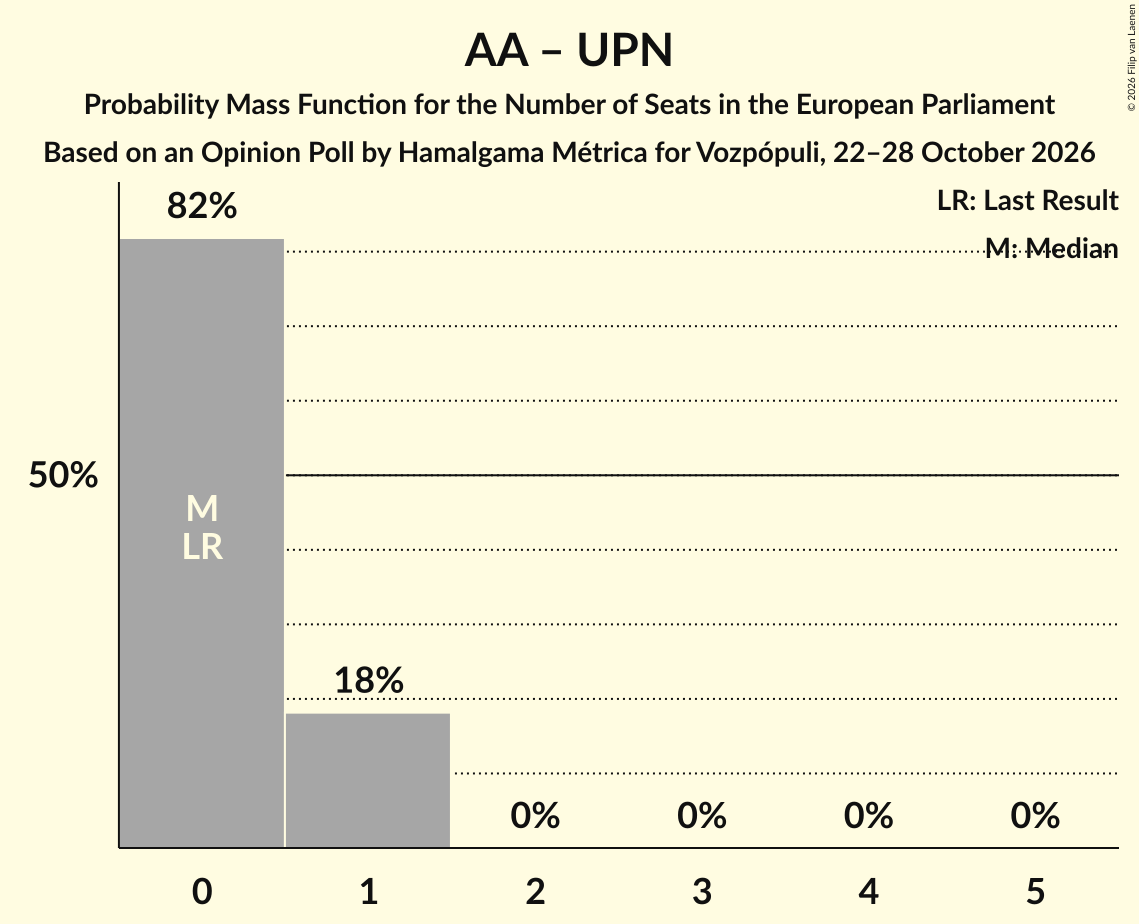 AA – UPN
Probability Mass Function for the Number of Seats in the European Parliament
Based on an Opinion Poll by Hamalgama Métrica for Vozpópuli, 22–28 October 2026
© 2026 Filip van Laenen
LR: Last Result
M: Median
82%
50%
M
LR
18%
0% 0% 0% 0%
0 1 2 3 4 5